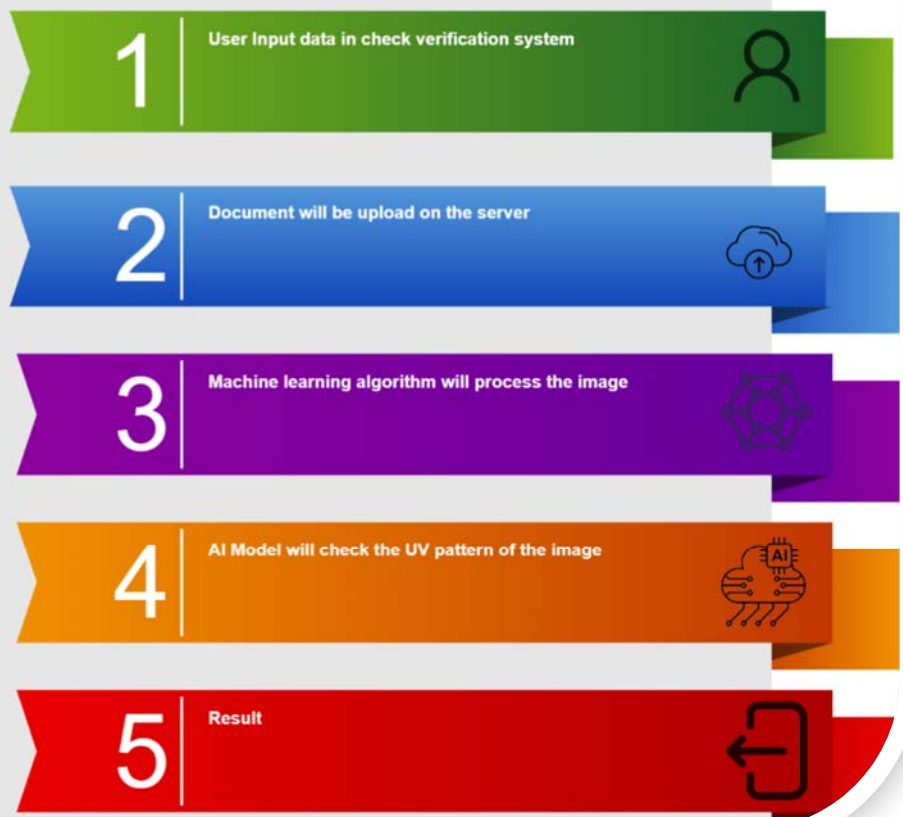 1
User Input data in check verification system
2
Document will be upload on the server
3
Machine learning algorithm will process the image
4
AI Model will check the UV pattern of the image
AI
5
Result